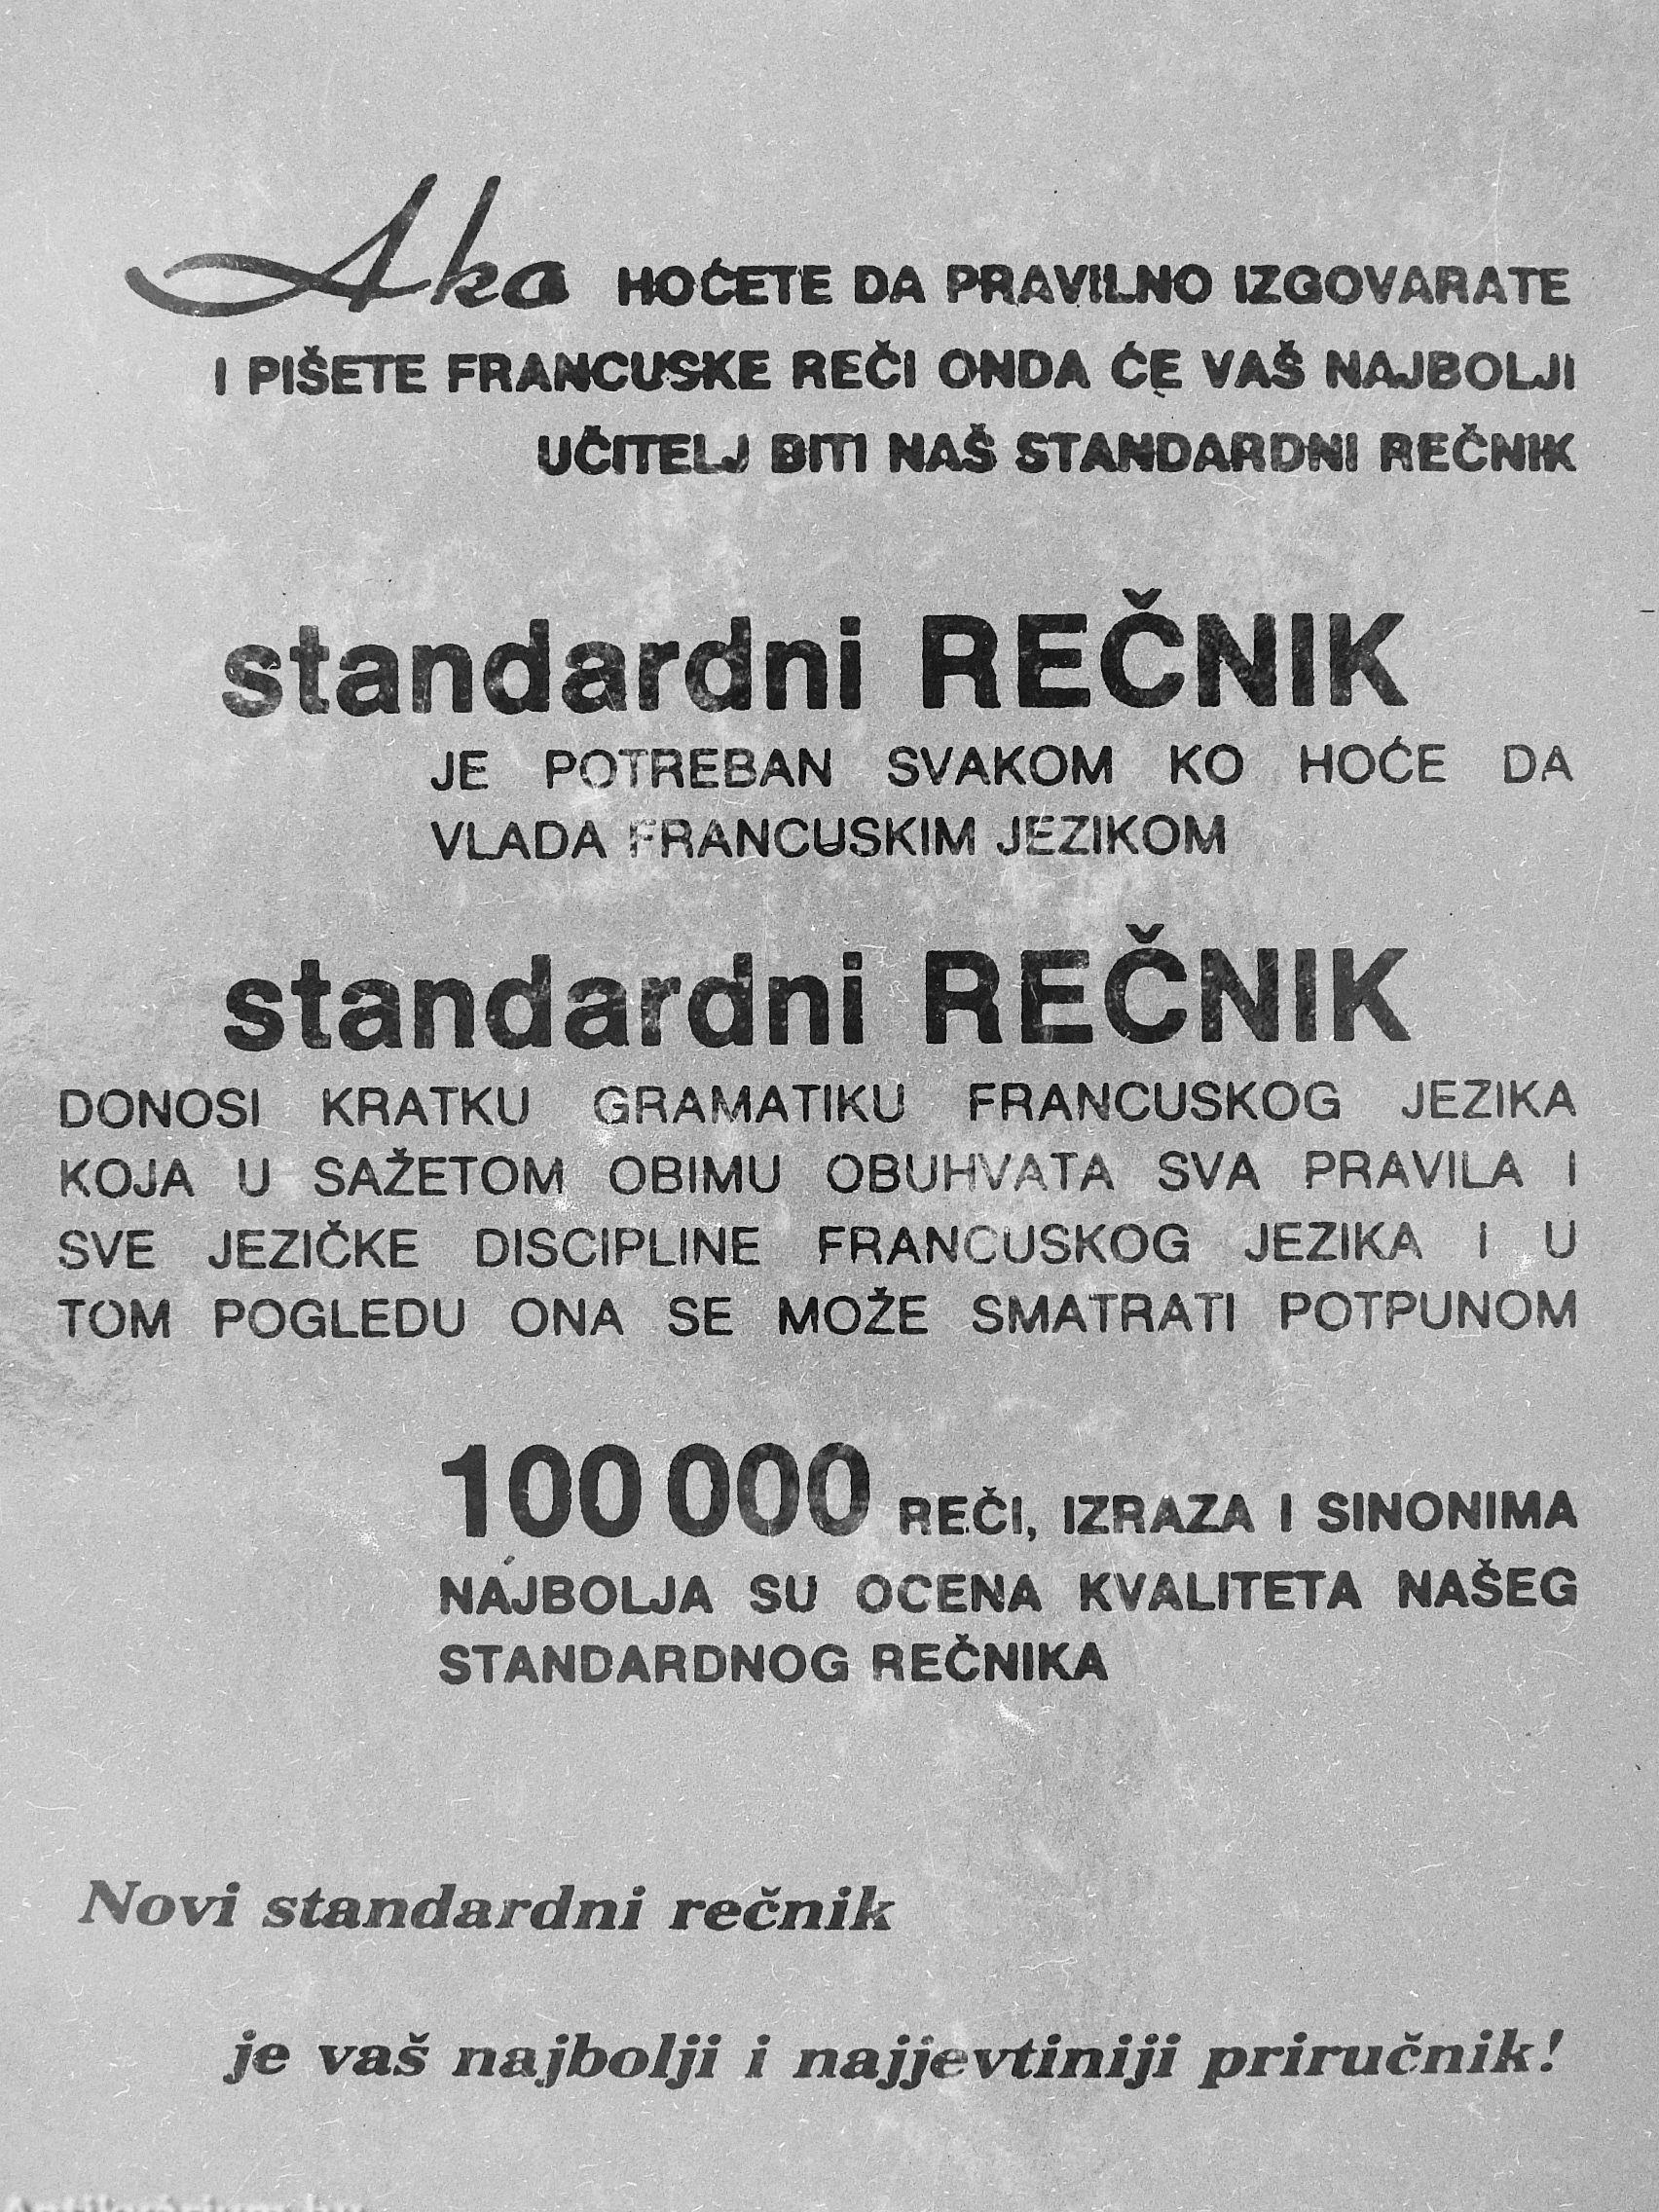 Ako HOĆETE DA PRAVILNO IZGOVARATE
I PIŠETE FRANCUSKE REČI ONDA ĆE VAŠ NAJBOLJI
UČITELJ BITI NAŠ STANDARDNI REČNIK
standardni REČNIK
JE POTREBAN SVAKOM KO HOĆE DA
VLADA FRANCUSKIM JEZIKOM
standardni REČNIK
DONOSI KRATKU GRAMATIKU FRANCUSKOG JEZIKA
KOJA U SAŽETOM OBIMU OBUHVATA SVA PRAVILA I
SVE JEZIČKE DISCIPLINE FRANCUSKOG JEZIKA I U
TOM POGLEDU ONA SE MOŽE SMATRATI POTPUNOM
100 000 REČI, IZRAZA I SINONIMA
NAJBOLJA SU OCENA KVALITETA NAŠEG
STANDARDNOG REČNIKA
Novi standardni rečnik
je vaš najbolji i najjevtiniji priručnik!